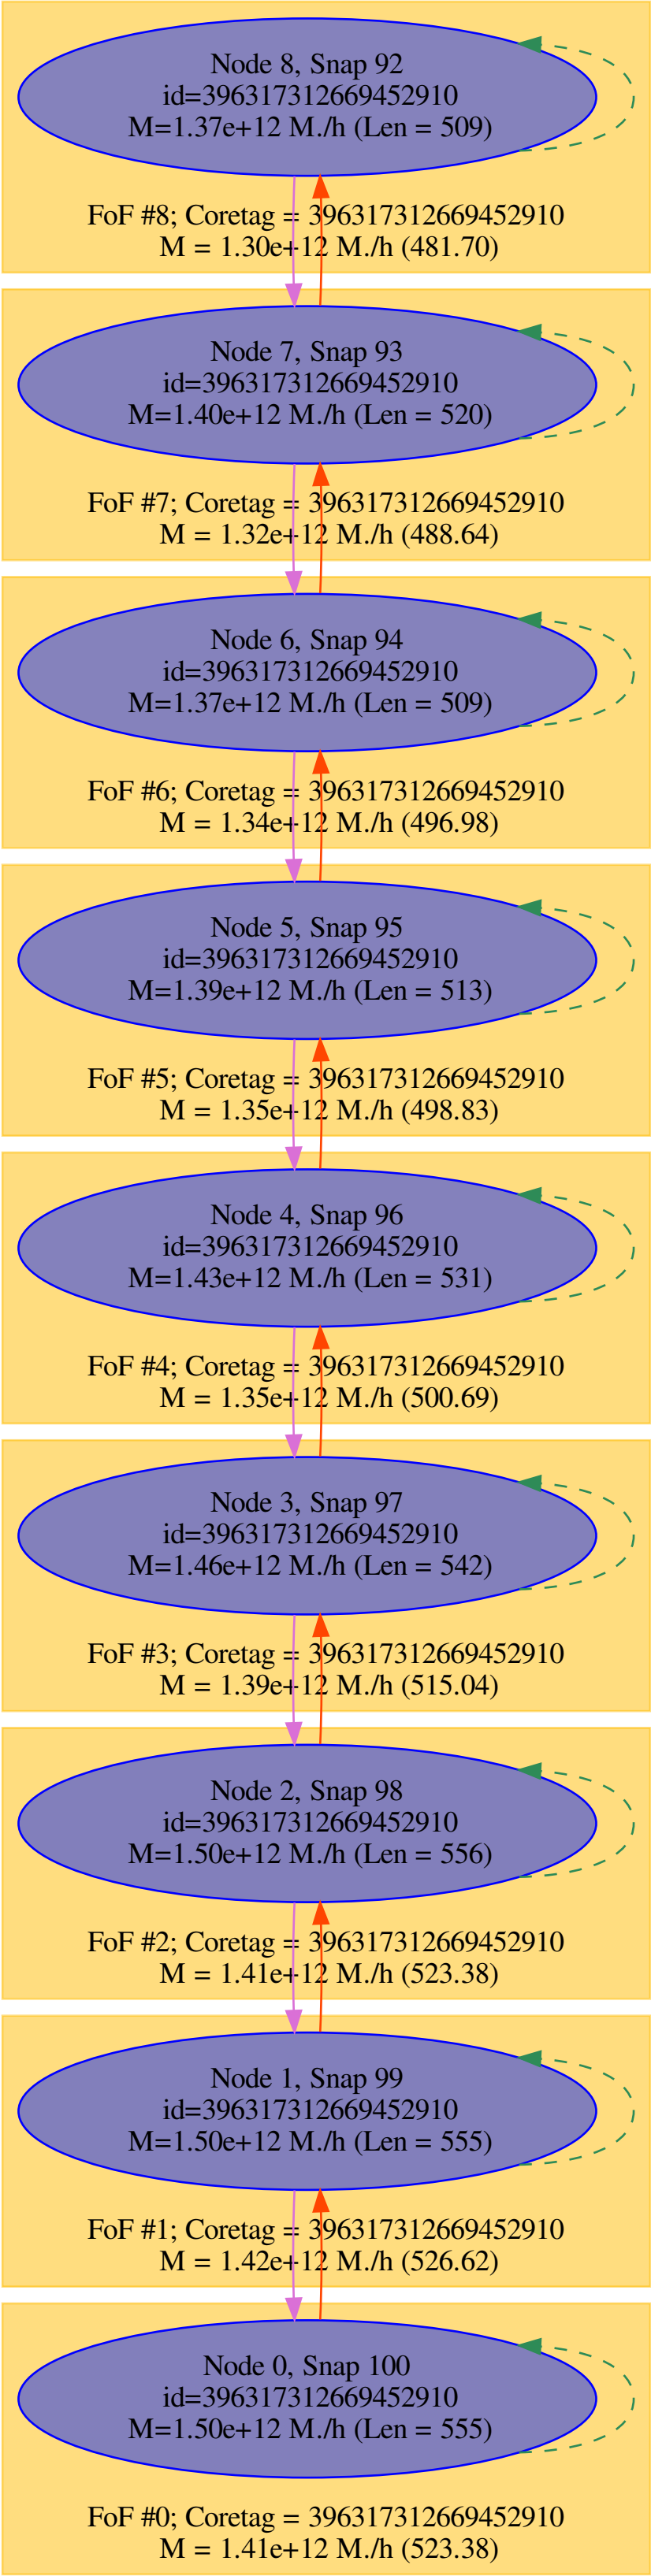 Node 8, Snap 92
id=396317312669452910
M=1.37e+12 M./h (Len = 509)
FoF #8; Coretag = 396317312669452910
M = 1.30e+12 M./h (481.70)
Node 7, Snap 93
id=396317312669452910
M=1.40e+12 M./h (Len = 520)
FoF #7; Coretag = 396317312669452910
M = 1.32e+12 M./h (488.64)
Node 6, Snap 94
id=396317312669452910
M=1.37e+12 M./h (Len = 509)
FoF #6; Coretag = 396317312669452910
M = 1.34e+12 M./h (496.98)
Node 5, Snap 95
id=396317312669452910
M=1.39e+12 M./h (Len = 513)
FoF #5; Coretag = 396317312669452910
M = 1.35e+12 M./h (498.83)
Node 4, Snap 96
id=396317312669452910
M=1.43e+12 M./h (Len = 531)
FoF #4; Coretag = 396317312669452910
M = 1.35e+12 M./h (500.69)
Node 3, Snap 97
id=396317312669452910
M=1.46e+12 M./h (Len = 542)
FoF #3; Coretag = 396317312669452910
M = 1.39e+12 M./h (515.04)
Node 2, Snap 98
id=396317312669452910
M=1.50e+12 M./h (Len = 556)
FoF #2; Coretag = 396317312669452910
M = 1.41e+12 M./h (523.38)
Node 1, Snap 99
id=396317312669452910
M=1.50e+12 M./h (Len = 555)
FoF #1; Coretag = 396317312669452910
M = 1.42e+12 M./h (526.62)
Node 0, Snap 100
id=396317312669452910
M=1.50e+12 M./h (Len = 555)
FoF #0; Coretag = 396317312669452910
M = 1.41e+12 M./h (523.38)